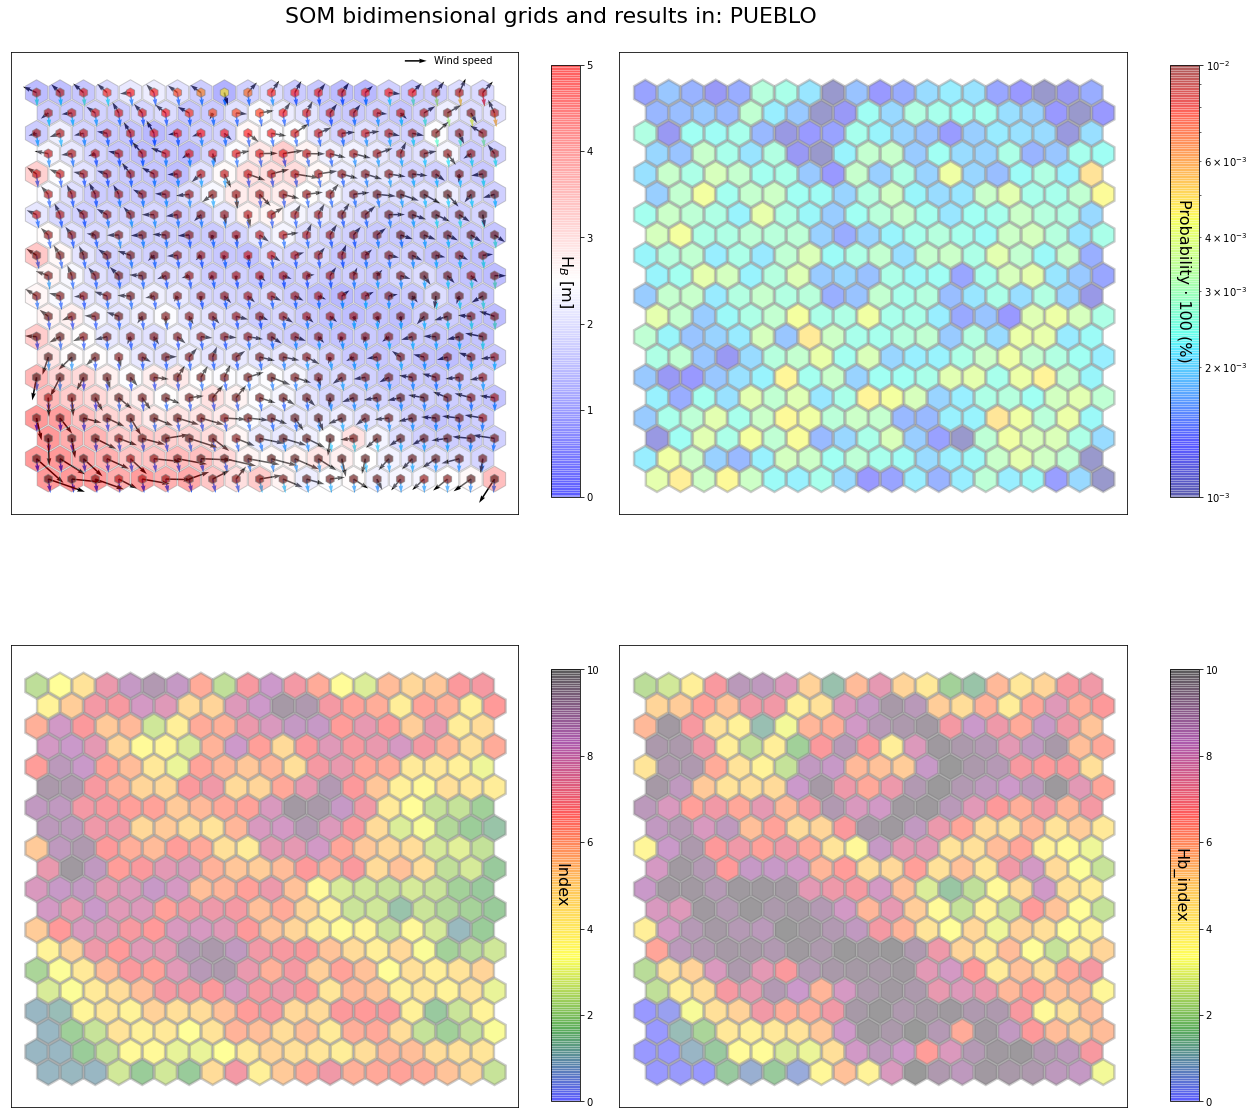 SOM bidimensional grids and results in: PUEBLO
Wind speed
5
4
3
2
1
0
H_B [m]
10⁻²
6 × 10⁻³
4 × 10⁻³
3 × 10⁻³
2 × 10⁻³
10⁻³
Probability · 100 (%)
10
8
6
4
2
0
Index
10
8
6
4
2
0
Hb_index